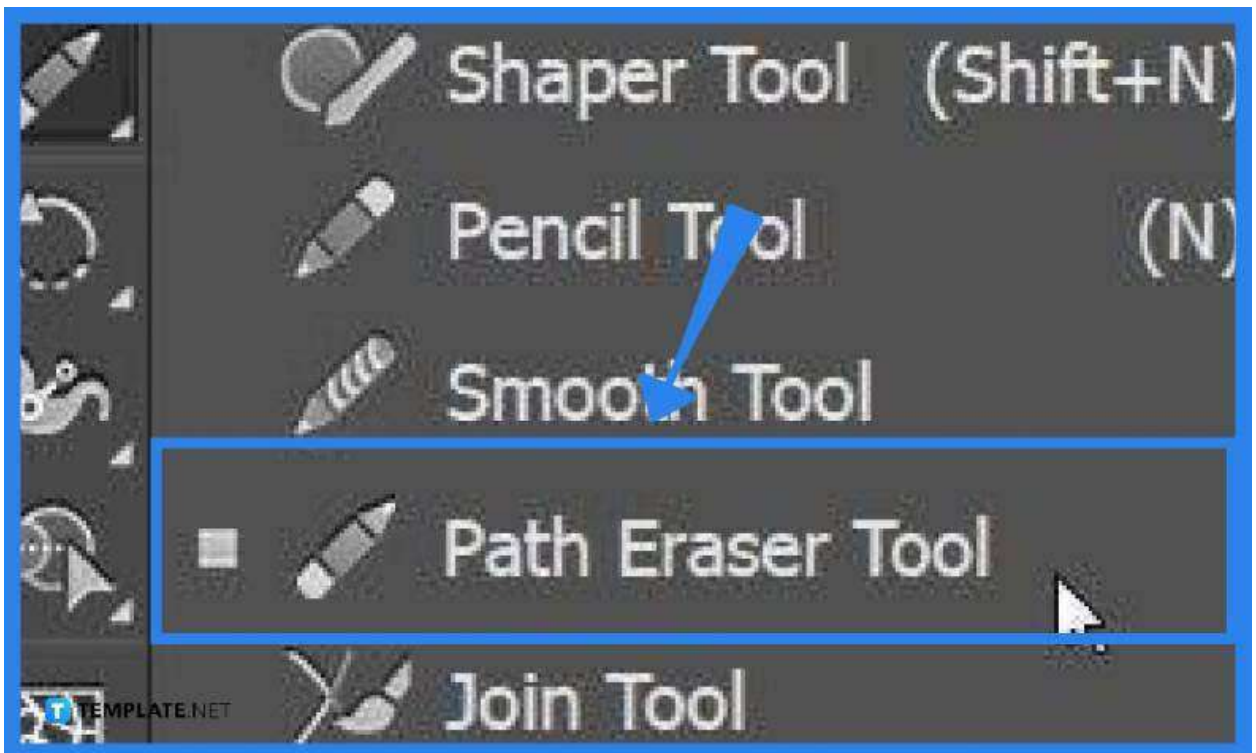 Shaper Tool (Shift+N)
Pencil Tool (N)
Smooth Tool
Path Eraser Tool
Join Tool
T TEMPLATE.NET